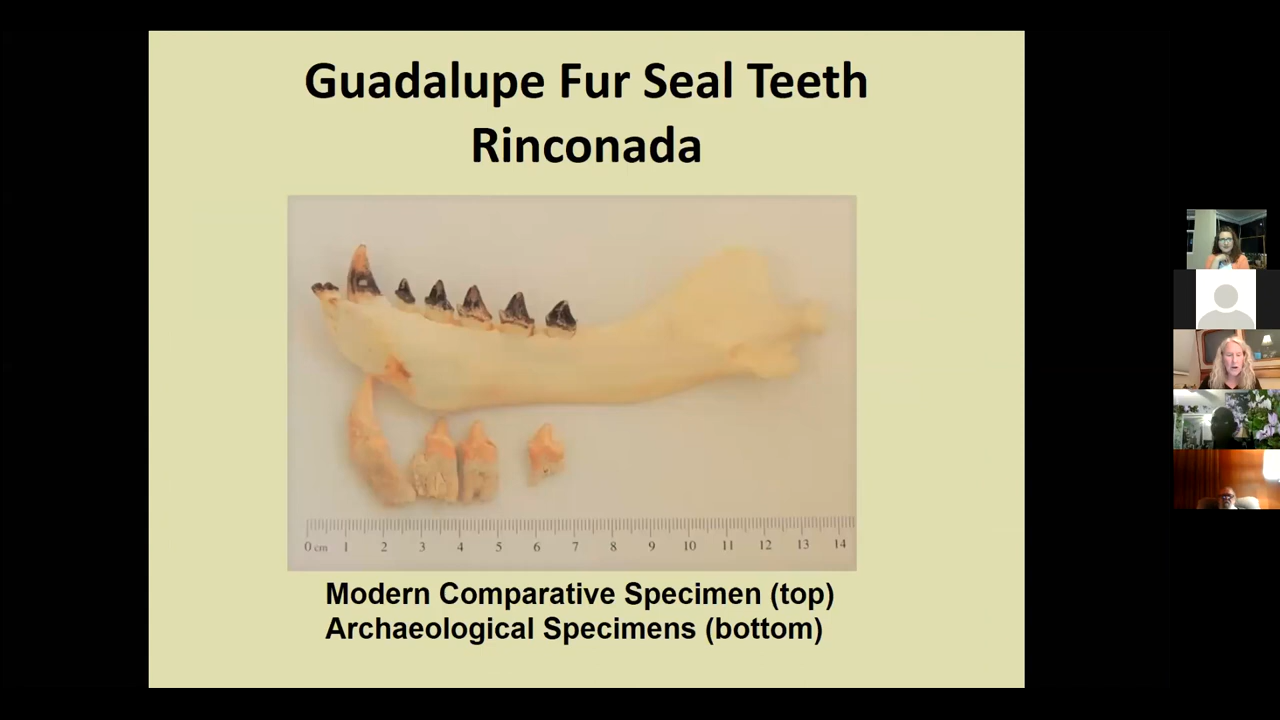 Guadalupe Fur Seal Teeth
Rinconada
0 cm 1 2 3 4 5 6 7 8 9 10 11 12 13 14
Modern Comparative Specimen (top)
Archaeological Specimens (bottom)